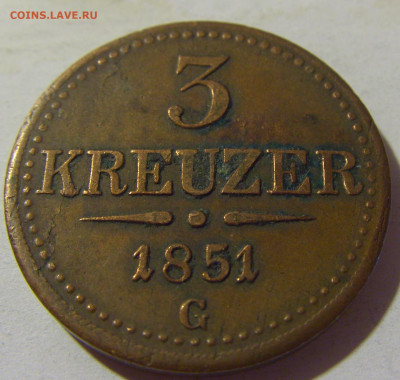 COINS.LAVE.RU
3
KREUZER
1851
G